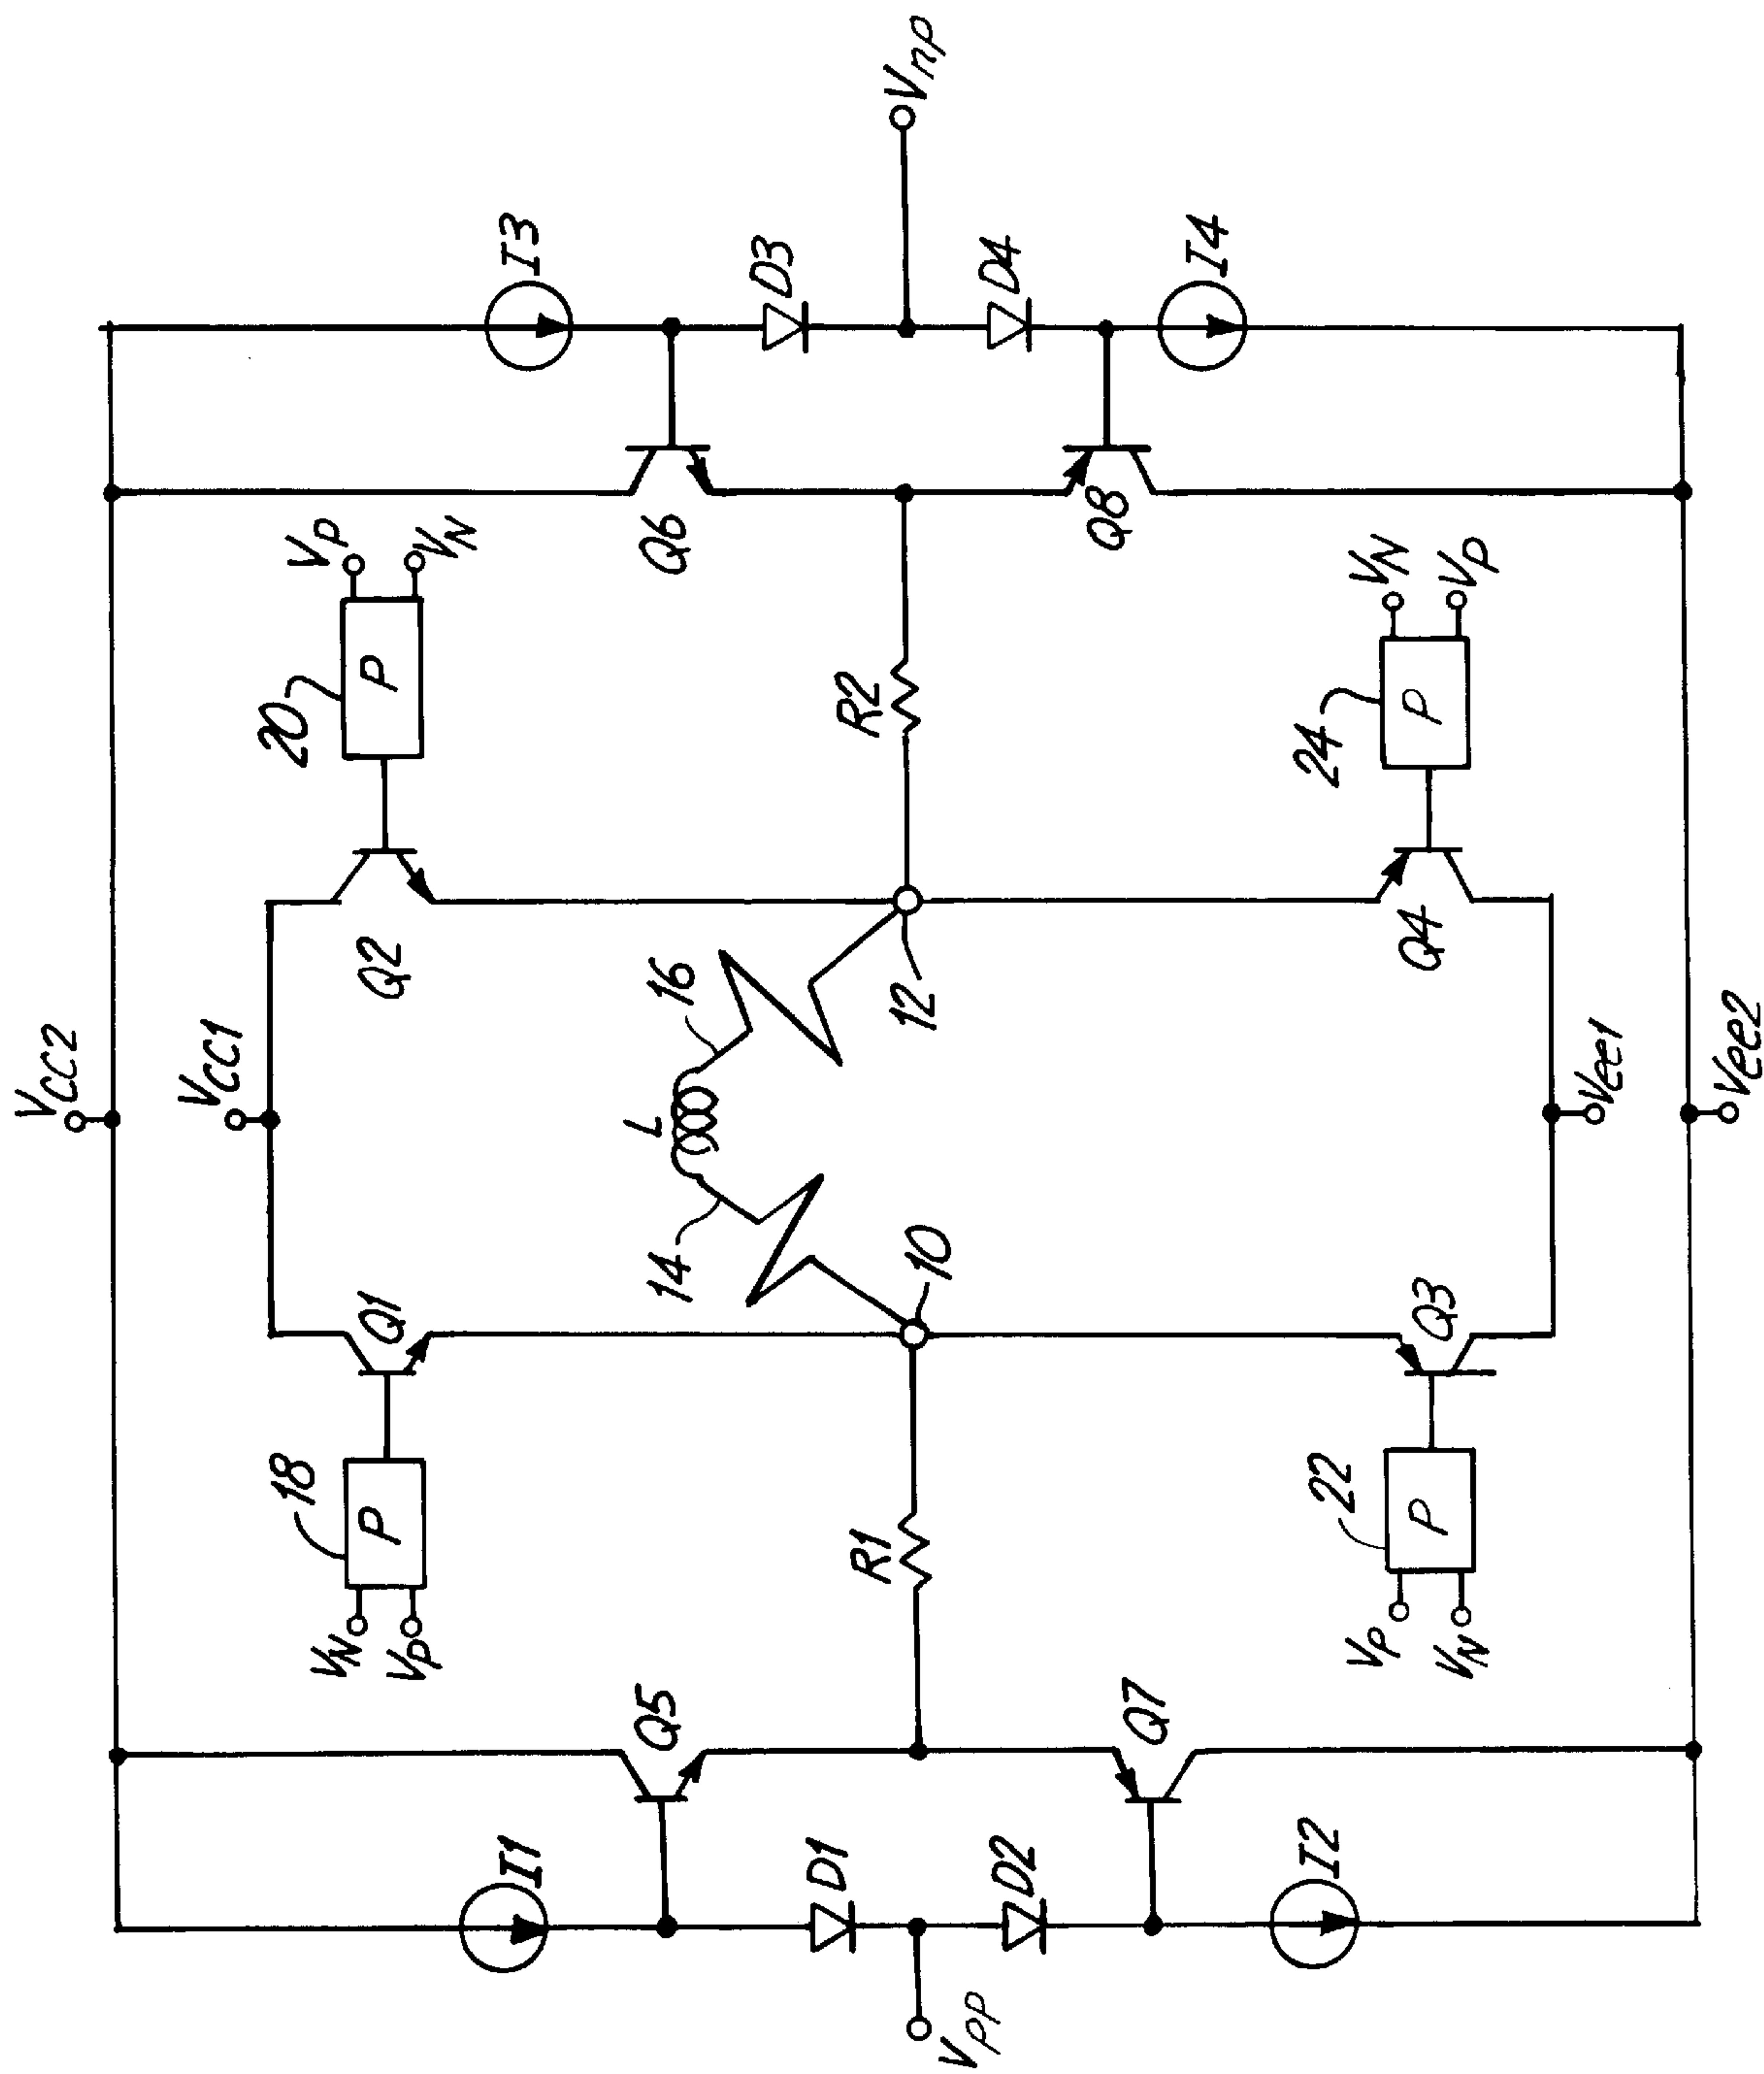 Vcc2
Vcc1
18
20
VN
VP
P
Q1
Q2
P
VP
VN
I1
I3
Q5
14
L
16
Q6
D1
D3
R1
10
12
R2
Vpp
Vnp
D2
D4
Q7
Q8
I2
22
24
I4
VP
VN
P
Q3
Q4
P
VN
VP
Vee1
Vee2